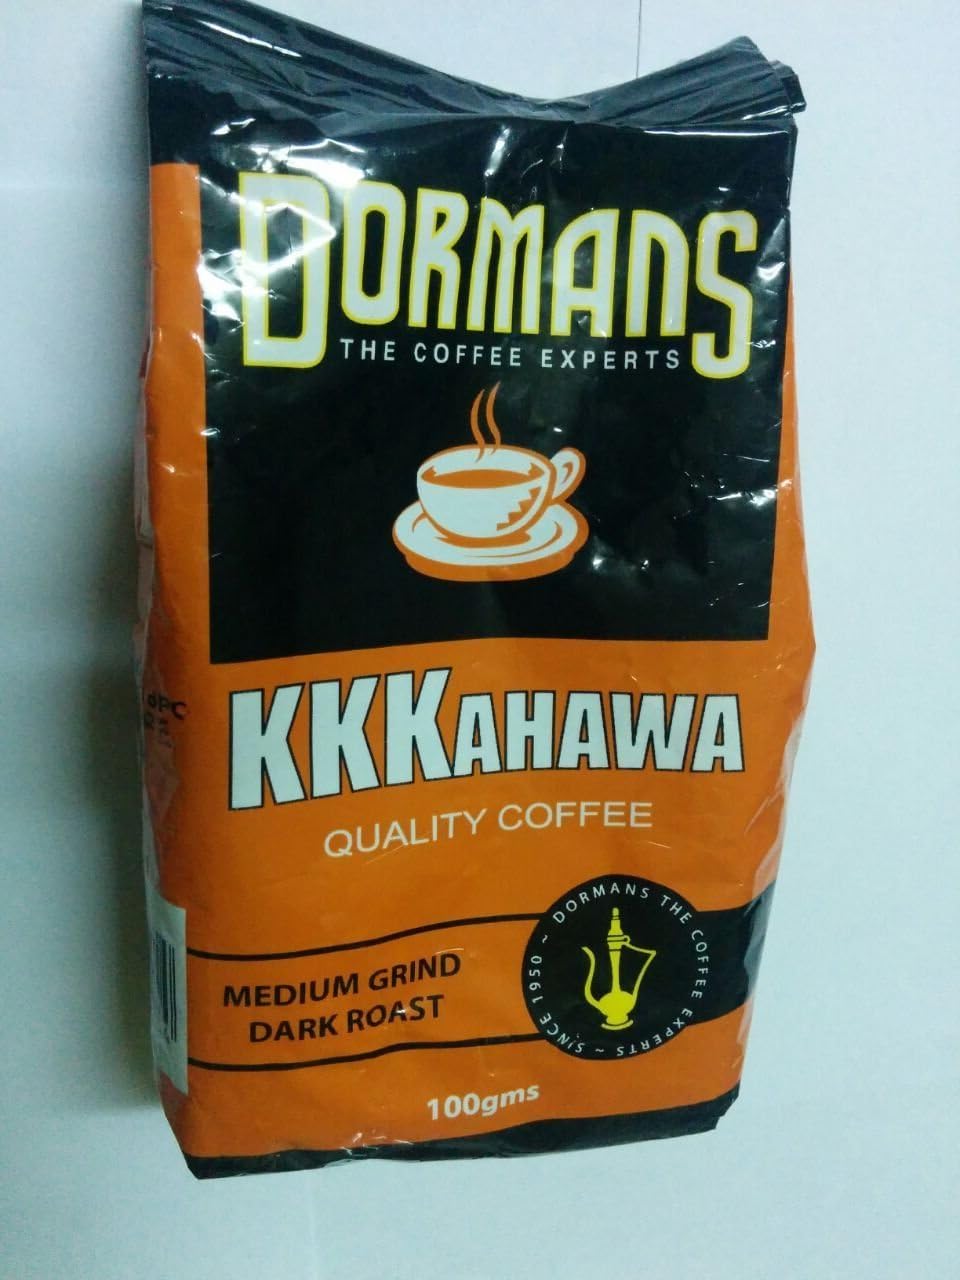 DORMANS
THE COFFEE EXPERTS
KKKAHAWA
QUALITY COFFEE
MEDIUM GRIND
DARK ROAST
DORMANS THE COFFEE EXPERTS ~ SINCE 1950 ~
100gms